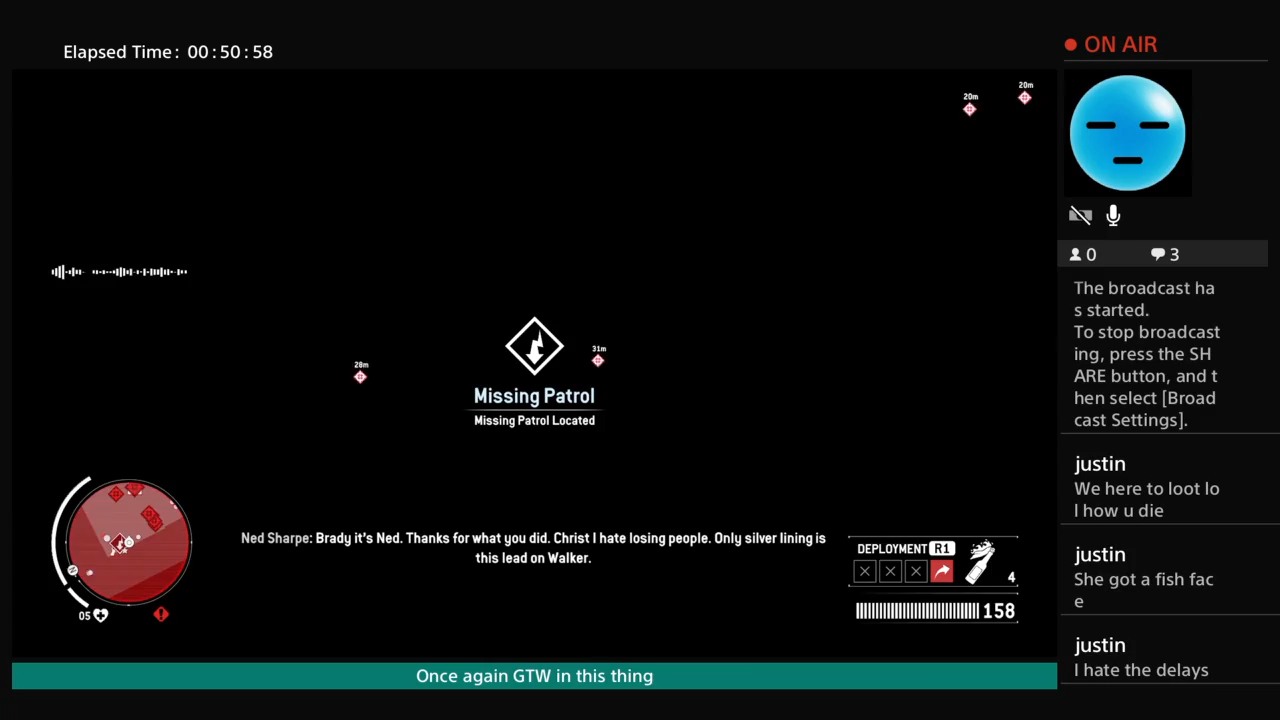 Elapsed Time: 00:50:58
ON AIR
20m
20m
0
3
The broadcast ha
s started.
To stop broadcast
ing, press the SH
ARE button, and t
hen select [Broad
cast Settings].
28m
31m
Missing Patrol
Missing Patrol Located
justin
We here to loot lo
l how u die
Ned Sharpe: Brady it's Ned. Thanks for what you did. Christ I hate losing people. Only silver lining is
this lead on Walker.
DEPLOYMENT R1
4
justin
She got a fish fac
e
05
158
justin
I hate the delays
Once again GTW in this thing